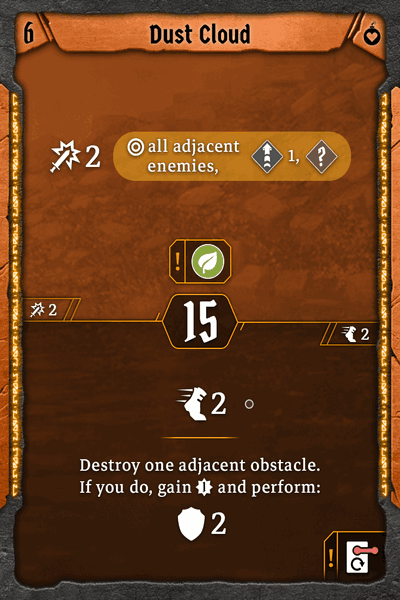 6 Dust Cloud
2 all adjacent 1, ?
enemies,
!
2 15 2
2
Destroy one adjacent obstacle.
If you do, gain and perform:
2
!